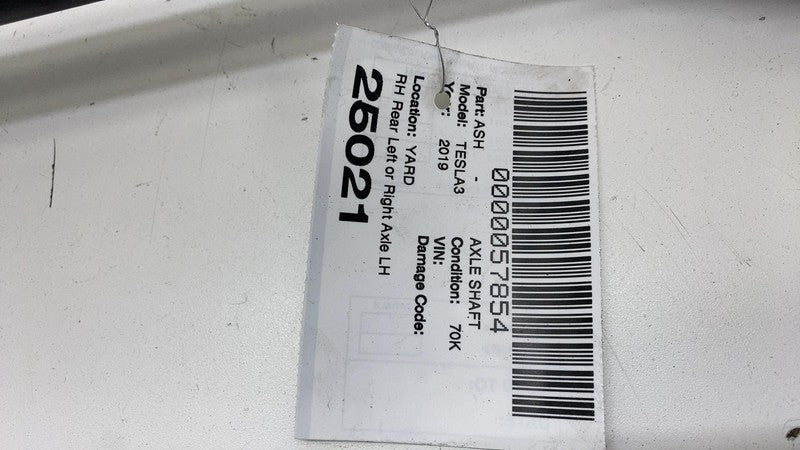 0000057854
Part: ASH - AXLE SHAFT
Model: TESLA3 Condition: 70K
Year: 2019 VIN:
Location: YARD Damage Code:
RH Rear Left or Right Axle LH
25021